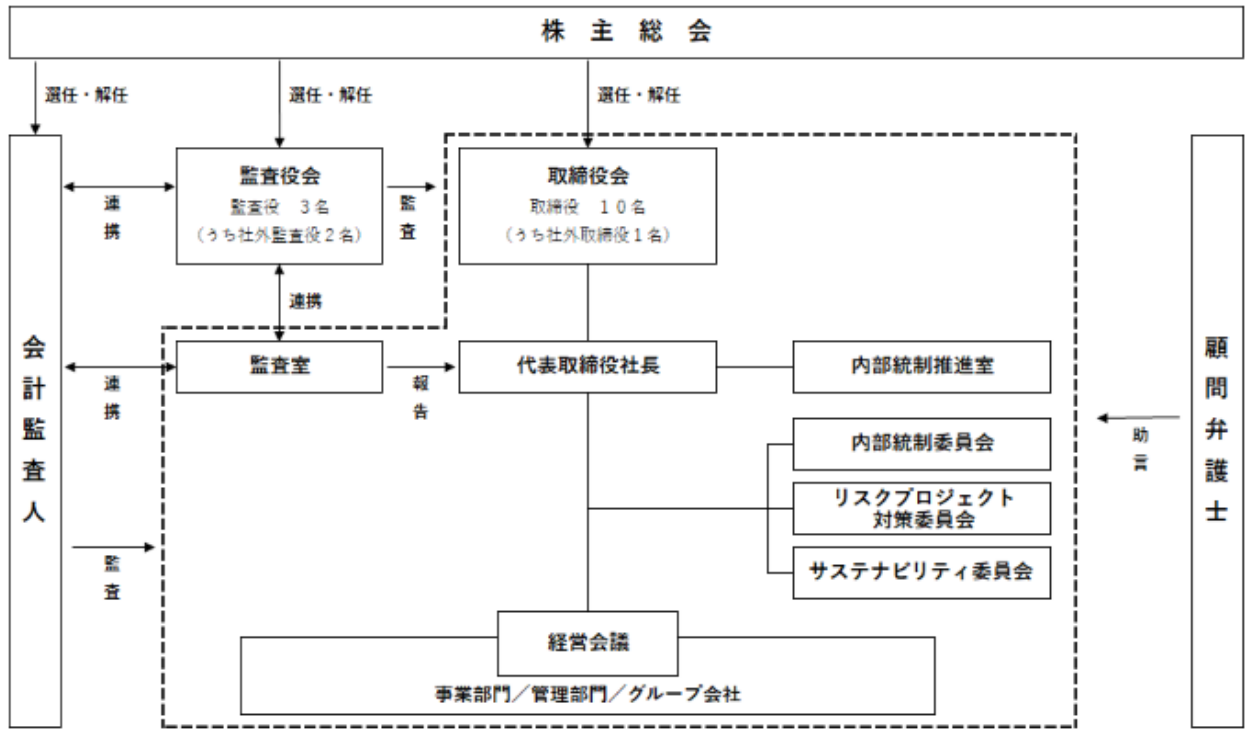 株主総会
選任・解任
選任・解任
選任・解任
会計監査人
連携
監査役会
監査役 3名
(うち社外監査役2名)
監査
取締役会
取締役 10名
(うち社外取締役1名)
連携
連携
監査室
報告
代表取締役社長
内部統制推進室
内部統制委員会
リスクプロジェクト
対策委員会
サステナビリティ委員会
助言
顧問弁護士
監査
経営会議
事業部門/管理部門/グループ会社